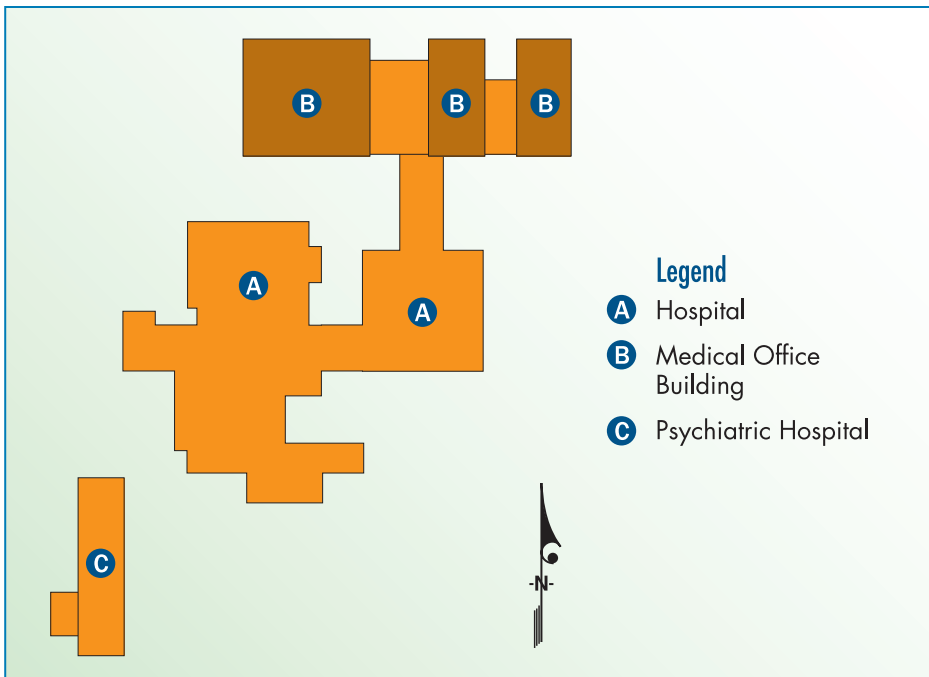 B
B
B
A
A
Legend
A Hospital
B Medical Office
Building
C Psychiatric Hospital
C
-N-